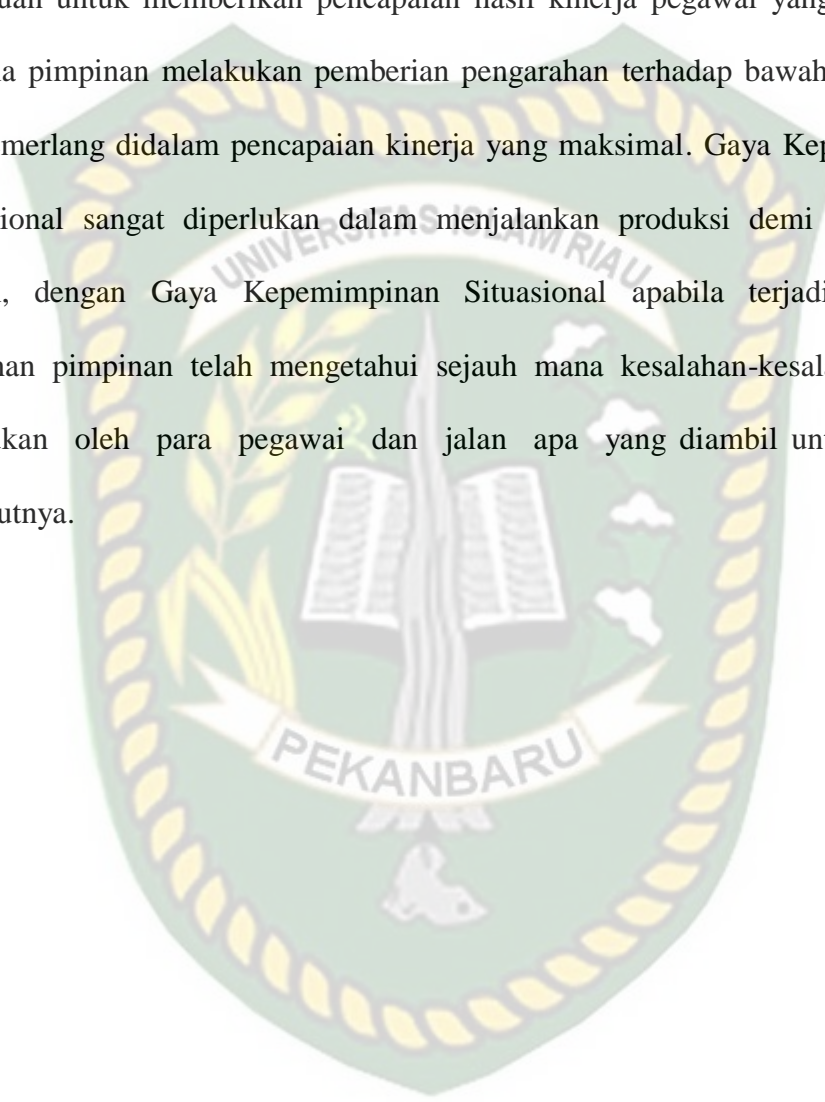 dan untuk memberikan pencapaian hasil kinerja pegawai yang
pimpinan melakukan pemberian pengarahan terhadap bawah
merlang didalam pencapaian kinerja yang maksimal. Gaya Kep
ional sangat diperlukan dalam menjalankan produksi demi
, dengan Gaya Kepemimpinan Situasional apabila terjadi
nan pimpinan telah mengetahui sejauh mana kesalahan-kesal
kan oleh para pegawai dan jalan apa yang diambil un
utnya.
UNIVERSITAS ISLAM RIAU
PEKANBARU